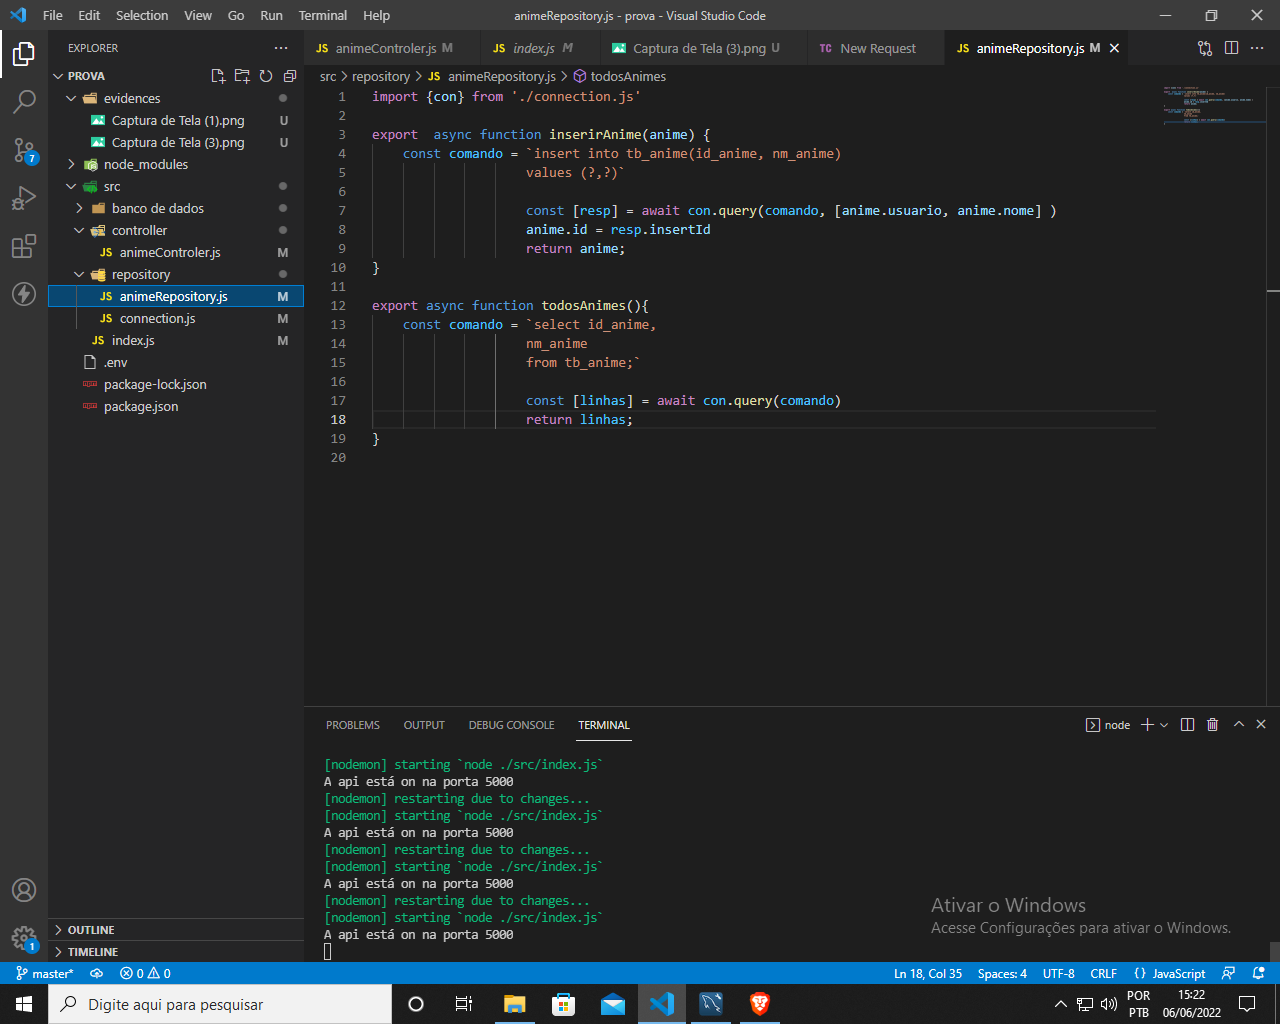 File Edit Selection View Go Run Terminal Help
animeRepository.js - prova - Visual Studio Code
EXPLORER
PROVA
evidences
Captura de Tela (1).png U
Captura de Tela (3).png U
node_modules
src
banco de dados
controller
animeControler.js M
repository
animeRepository.js M
connection.js M
index.js M
.env
package-lock.json
package.json
OUTLINE
TIMELINE
JS animeControler.js M JS index.js M Captura de Tela (3).png U TC New Request JS animeRepository.js M
src > repository > JS animeRepository.js > todosAnimes
1 import {con} from './connection.js'
2
3 export  async function inserirAnime(anime) {
4     const comando = `insert into tb_anime(id_anime, nm_anime)
5                     values (?,?)`
6
7                     const [resp] = await con.query(comando, [anime.usuario, anime.nome] )
8                     anime.id = resp.insertId
9                     return anime;
10 }
11
12 export async function todosAnimes(){
13     const comando = `select id_anime,
14                     nm_anime
15                     from tb_anime;`
16
17                     const [linhas] = await con.query(comando)
18                     return linhas;
19 }
20
PROBLEMS OUTPUT DEBUG CONSOLE TERMINAL
node
[nodemon] starting `node ./src/index.js`
A api está on na porta 5000
[nodemon] restarting due to changes...
[nodemon] starting `node ./src/index.js`
A api está on na porta 5000
[nodemon] restarting due to changes...
[nodemon] starting `node ./src/index.js`
A api está on na porta 5000
[nodemon] restarting due to changes...
[nodemon] starting `node ./src/index.js`
A api está on na porta 5000
Ativar o Windows
Acesse Configurações para ativar o Windows.
7
1
master* 0 0
Ln 18, Col 35 Spaces: 4 UTF-8 CRLF {} JavaScript
Digite aqui para pesquisar
POR
PTB
15:22
06/06/2022